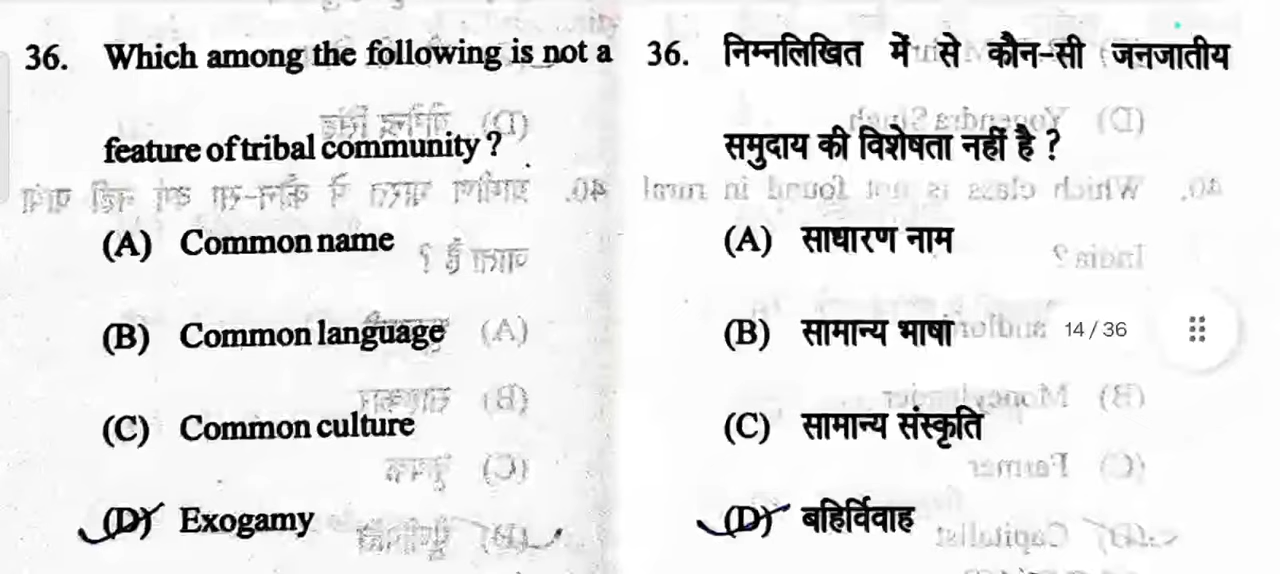 36. Which among the following is not a
feature of tribal community ?
(A) Common name
(B) Common language
(C) Common culture
(D) Exogamy
36. निम्नलिखित में से कौन-सी जनजातीय
समुदाय की विशेषता नहीं है ?
(A) साधारण नाम
(B) सामान्य भाषा
14 / 36
(C) सामान्य संस्कृति
(D) बहिर्विवाह